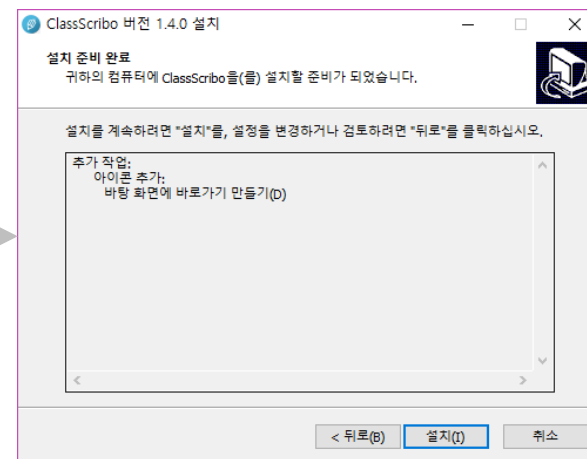 ClassScribo 버전 1.4.0 설치
설치 준비 완료
귀하의 컴퓨터에 ClassScribo을(를) 설치할 준비가 되었습니다.
설치를 계속하려면 "설치"를, 설정을 변경하거나 검토하려면 "뒤로"를 클릭하십시오.
추가 작업:
아이콘 추가:
바탕 화면에 바로가기 만들기(D)
< 뒤로(B) 설치(I) 취소